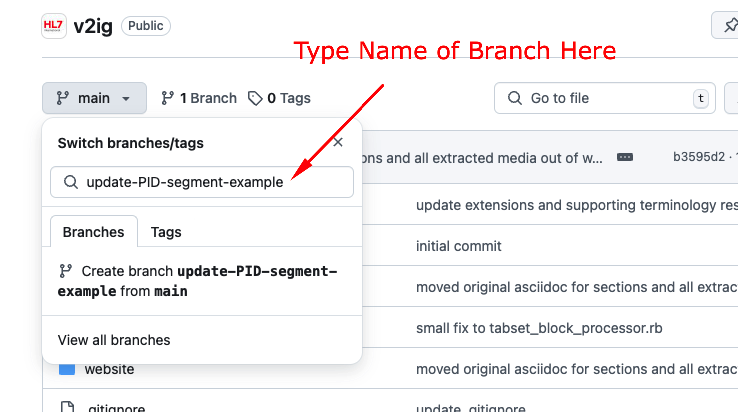 HL7
v2ig
Public
Type Name of Branch Here
main
1 Branch
0 Tags
Go to file
t
Switch branches/tags
ons and all extracted media out of w...
b3595d2 ·
update-PID-segment-example
update extensions and supporting terminology res
Branches
Tags
initial commit
Create branch update-PID-segment-
example from main
moved original asciidoc for sections and all extrac
small fix to tabset_block_processor.rb
View all branches
website
moved original asciidoc for sections and all extrac
.gitignore
update .gitignore